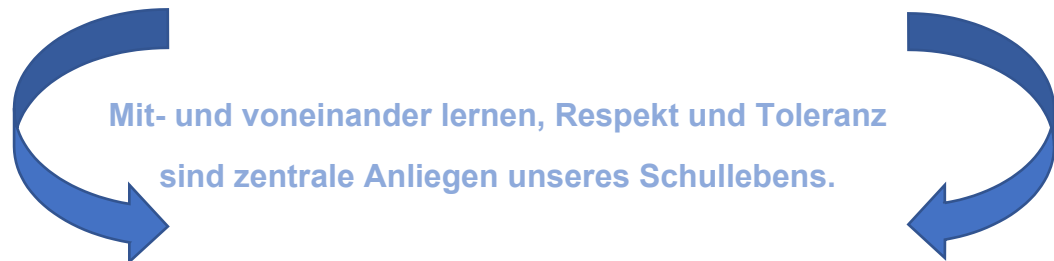 Mit- und voneinander lernen, Respekt und Toleranz
sind zentrale Anliegen unseres Schullebens.